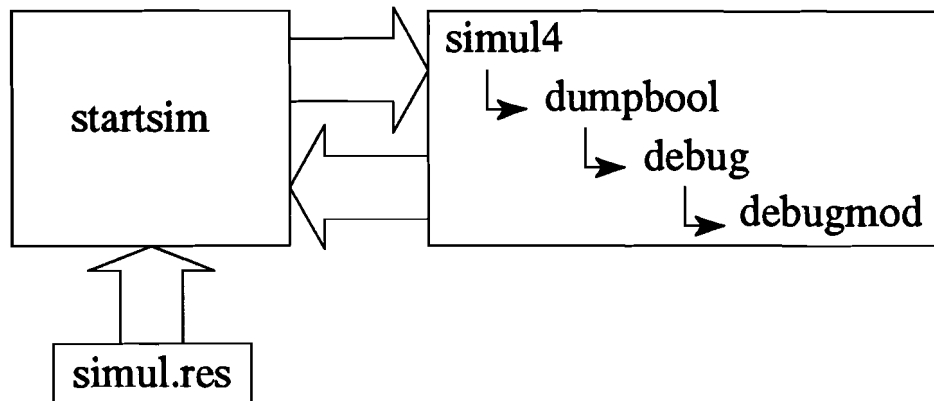 simul4
startsim
dumpbool
debug
debugmod
simul.res